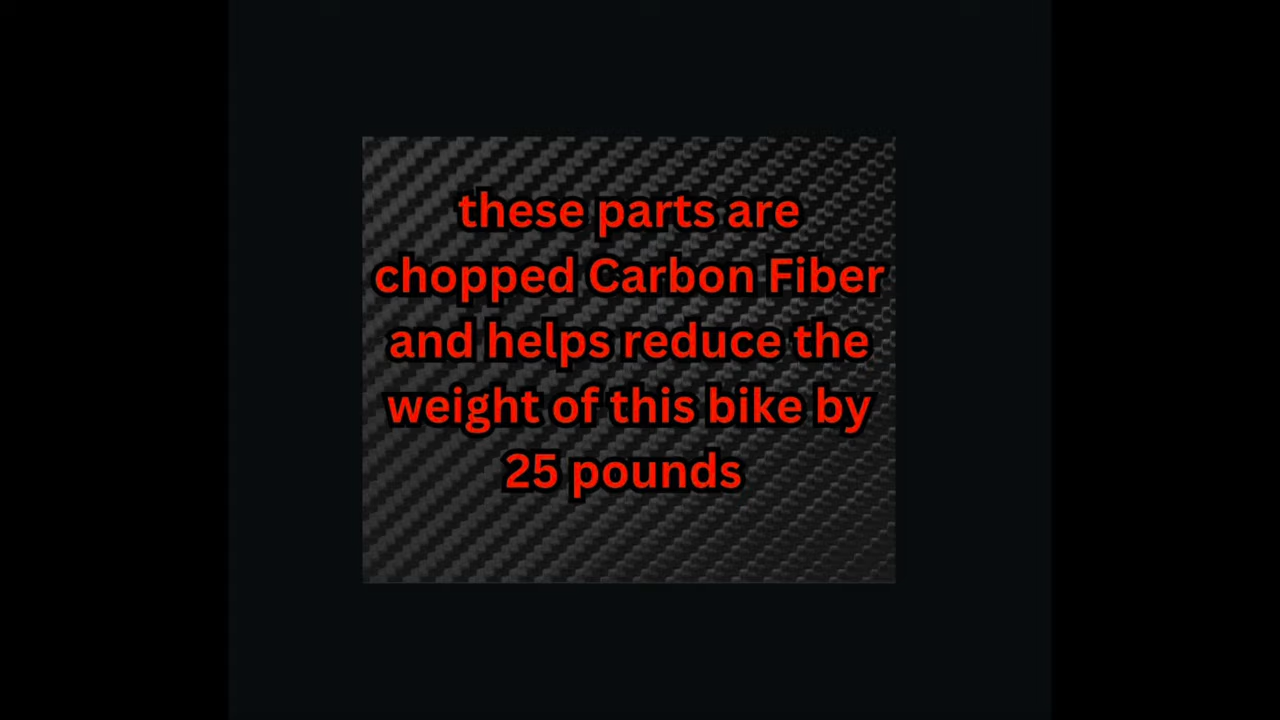 these parts are
chopped Carbon Fiber
and helps reduce the
weight of this bike by
25 pounds